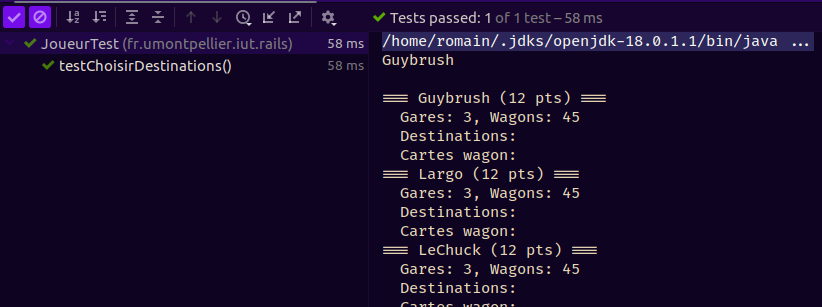 Tests passed: 1 of 1 test – 58 ms
JoueurTest (fr.umontpellier.iut.rails) 58 ms
testChoisirDestinations() 58 ms
/home/romain/.jdks/openjdk-18.0.1.1/bin/java ...
Guybrush
=== Guybrush (12 pts) ===
Gares: 3, Wagons: 45
Destinations:
Cartes wagon:
=== Largo (12 pts) ===
Gares: 3, Wagons: 45
Destinations:
Cartes wagon:
=== LeChuck (12 pts) ===
Gares: 3, Wagons: 45
Destinations:
Cartes wagon: